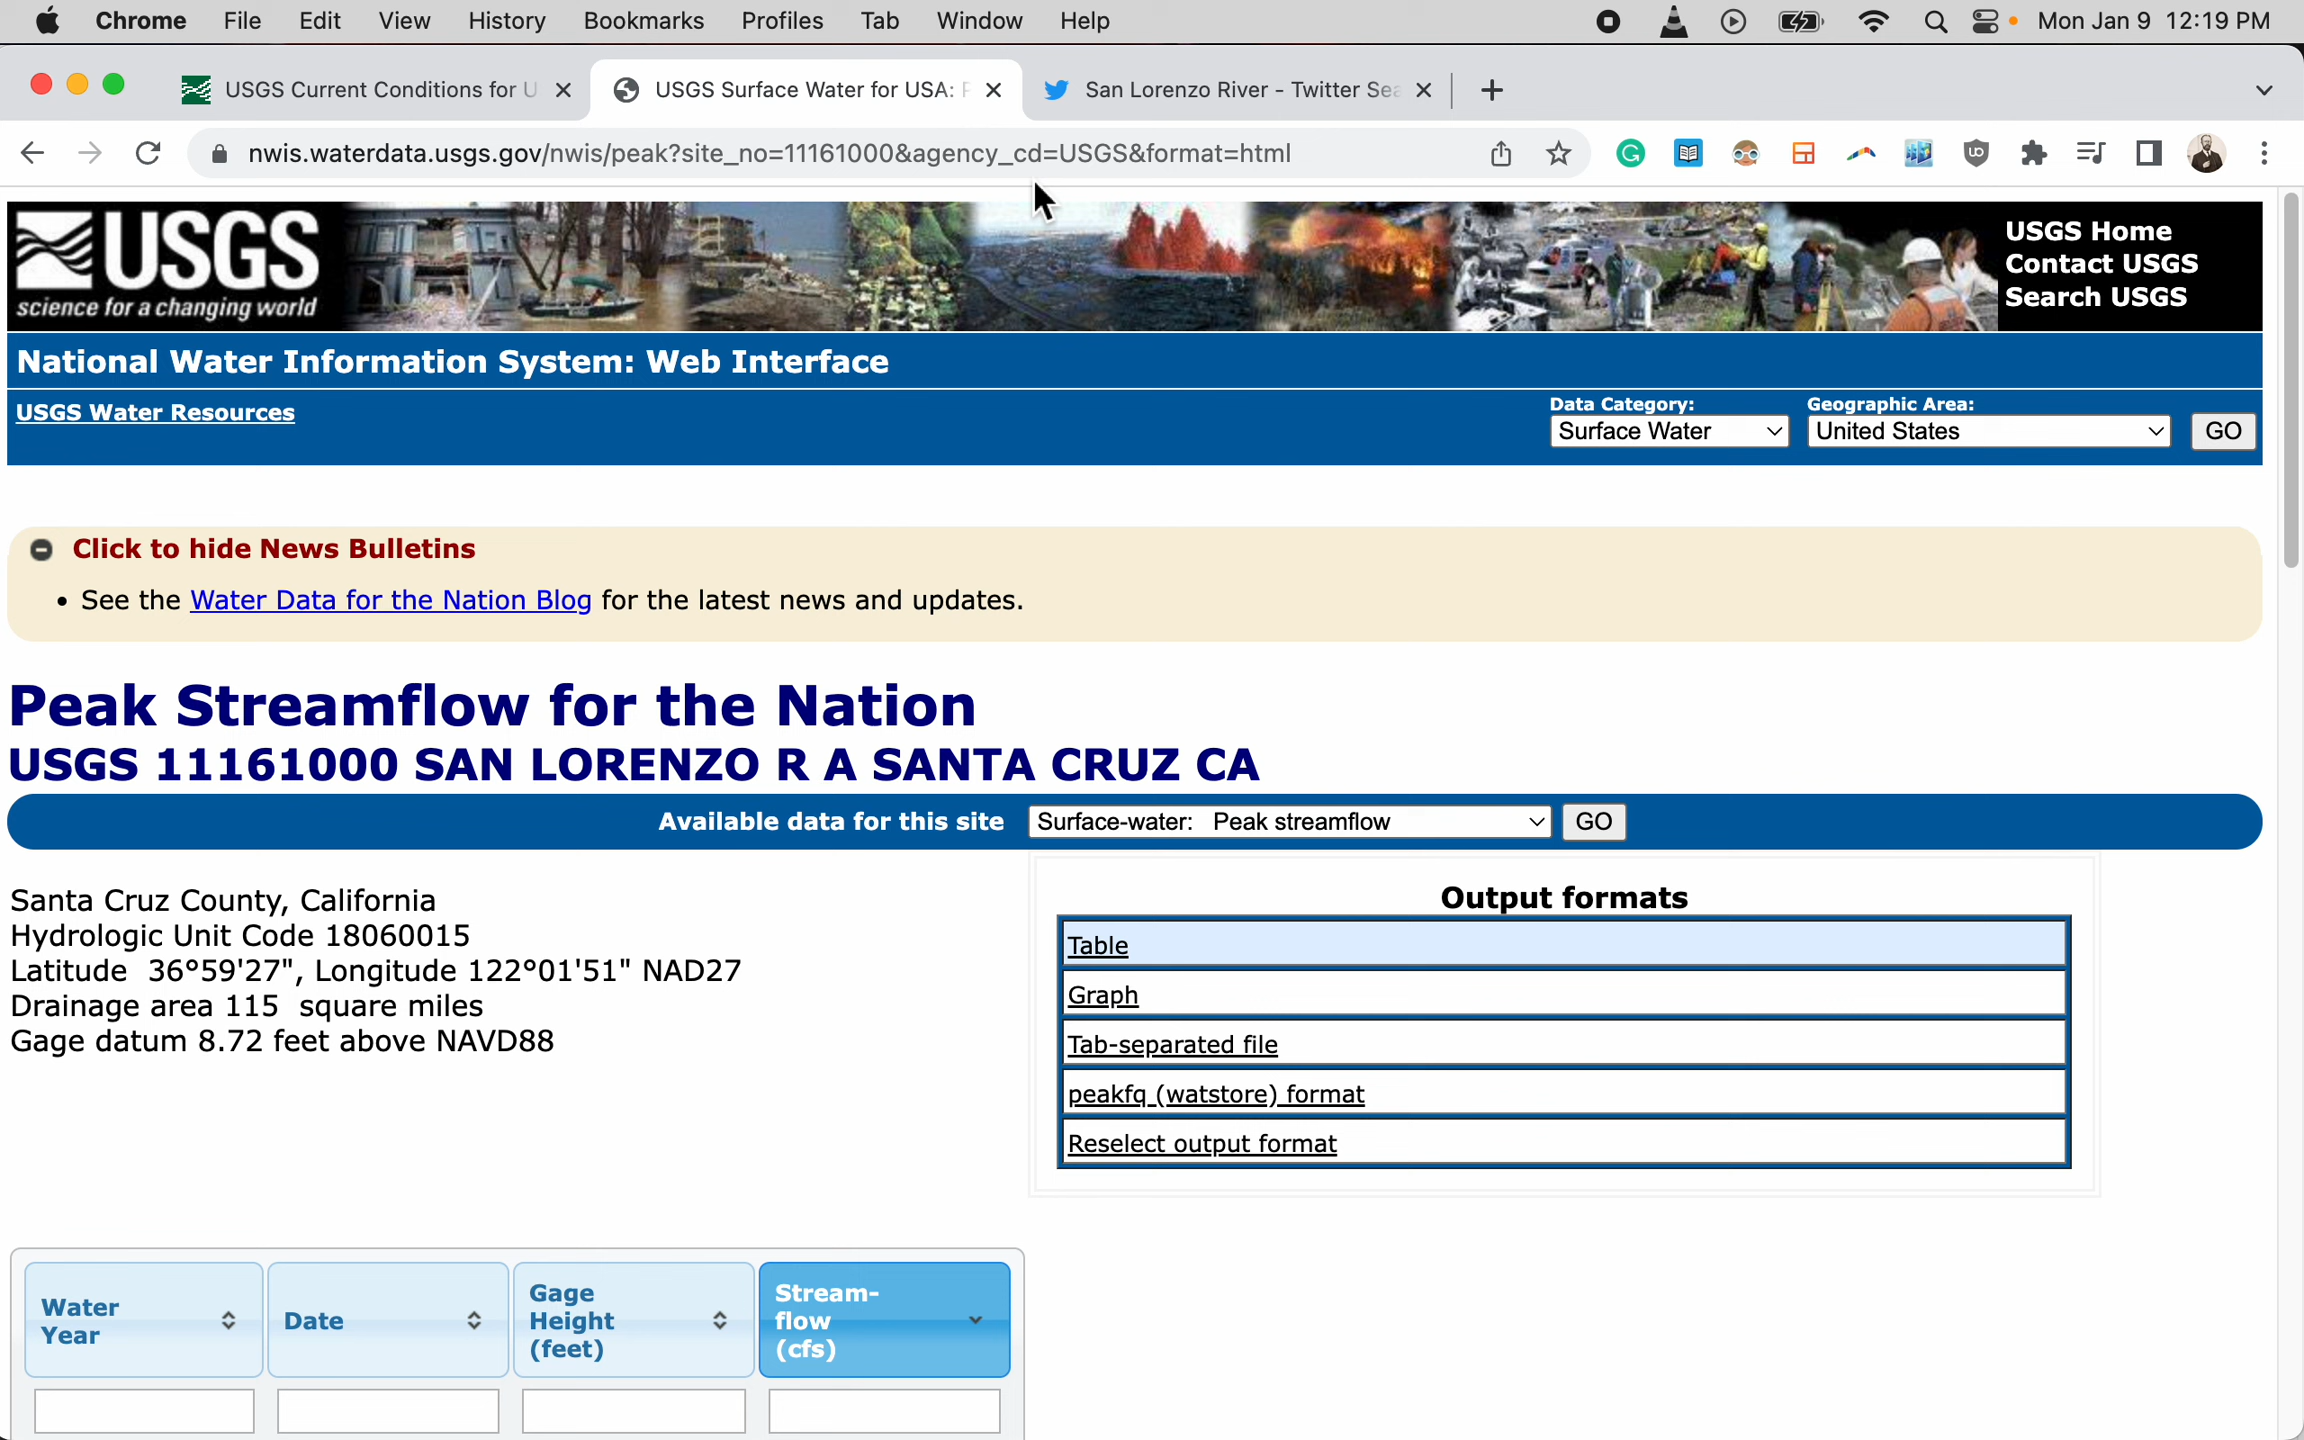 Chrome File Edit View History Bookmarks Profiles Tab Window Help Mon Jan 9 12:19 PM
USGS Current Conditions for U USGS Surface Water for USA: P San Lorenzo River - Twitter Sea
nwis.waterdata.usgs.gov/nwis/peak?site_no=11161000&agency_cd=USGS&format=html
USGS
science for a changing world
USGS Home
Contact USGS
Search USGS
National Water Information System: Web Interface
USGS Water Resources
Data Category: Geographic Area:
Surface Water United States GO
Click to hide News Bulletins
• See the Water Data for the Nation Blog for the latest news and updates.
Peak Streamflow for the Nation
USGS 11161000 SAN LORENZO R A SANTA CRUZ CA
Available data for this site Surface-water: Peak streamflow GO
Santa Cruz County, California
Hydrologic Unit Code 18060015
Latitude 36°59'27", Longitude 122°01'51" NAD27
Drainage area 115 square miles
Gage datum 8.72 feet above NAVD88
Output formats
Table
Graph
Tab-separated file
peakfq (watstore) format
Reselect output format
Water
Year
Date
Gage
Height
(feet)
Stream-
flow
(cfs)